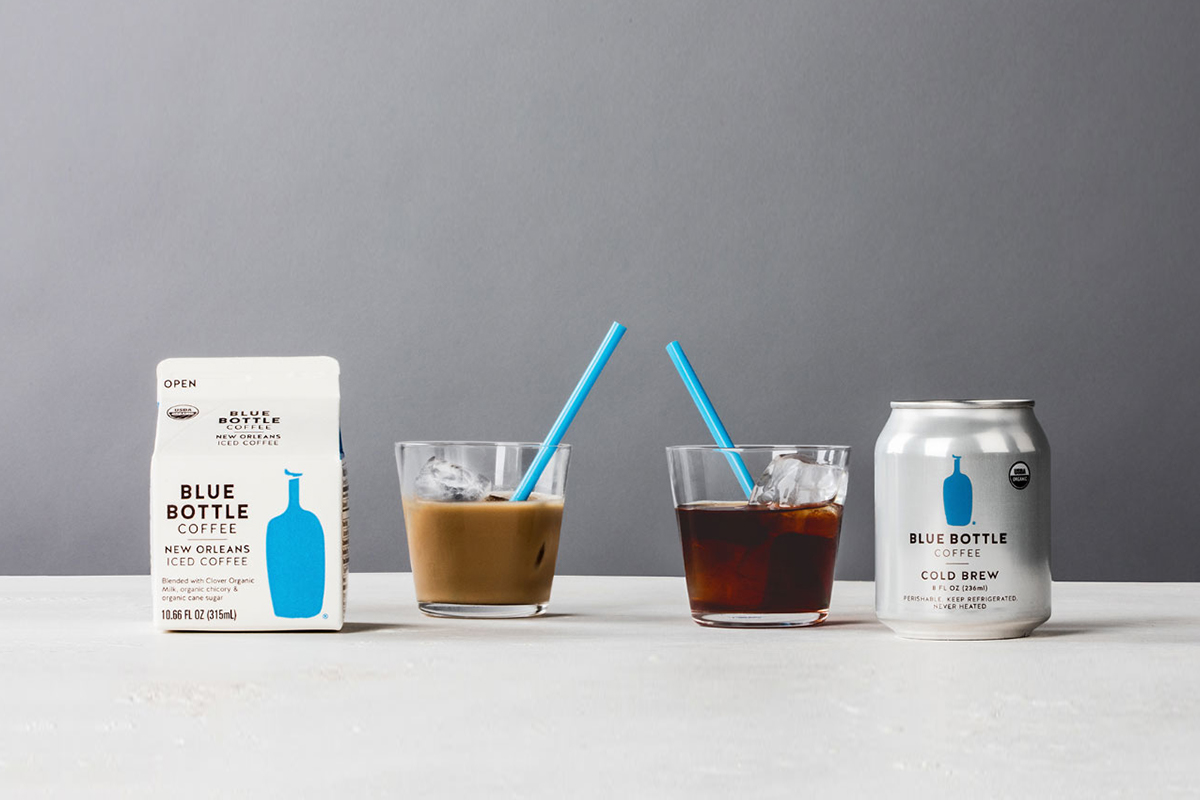 OPEN
USDA
ORGANIC
BLUE
BOTTLE
COFFEE
NEW ORLEANS
ICED COFFEE
BLUE
BOTTLE
COFFEE
NEW ORLEANS
ICED COFFEE
Blended with Clover Organic
Milk, organic chicory &
organic cane sugar
10.66 FL OZ (315mL)
®
USDA
ORGANIC
®
BLUE BOTTLE
COFFEE
COLD BREW
8 FL OZ (236ml)
PERISHABLE. KEEP REFRIGERATED.
NEVER HEATED